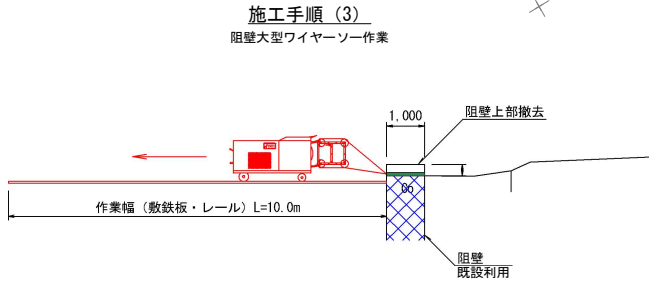 施工手順（3）
阻壁大型ワイヤーソー作業
1,000
阻壁上部撤去
作業幅（敷鉄板・レール）L=10.0m
阻壁
既設利用